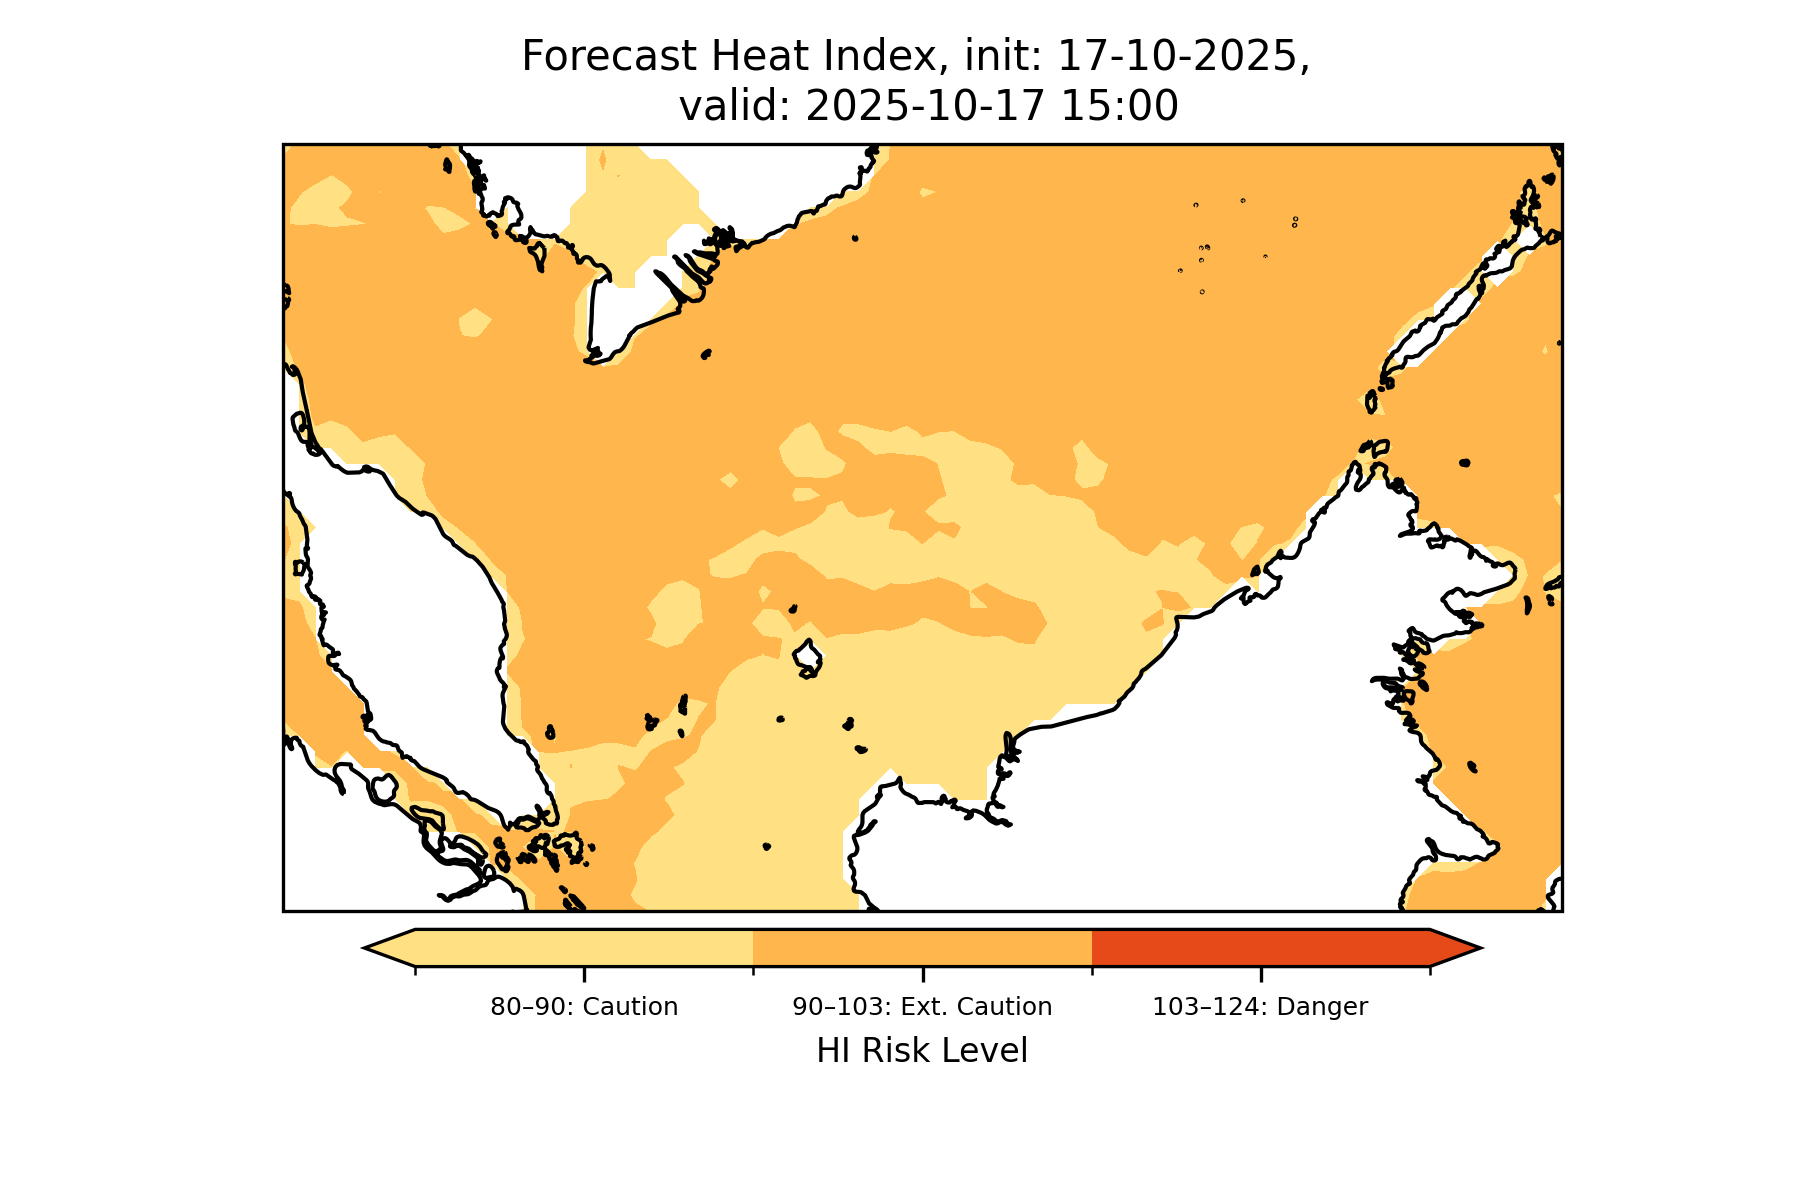 Forecast Heat Index, init: 17-10-2025,
valid: 2025-10-17 15:00
80–90: Caution
90–103: Ext. Caution
103–124: Danger
HI Risk Level